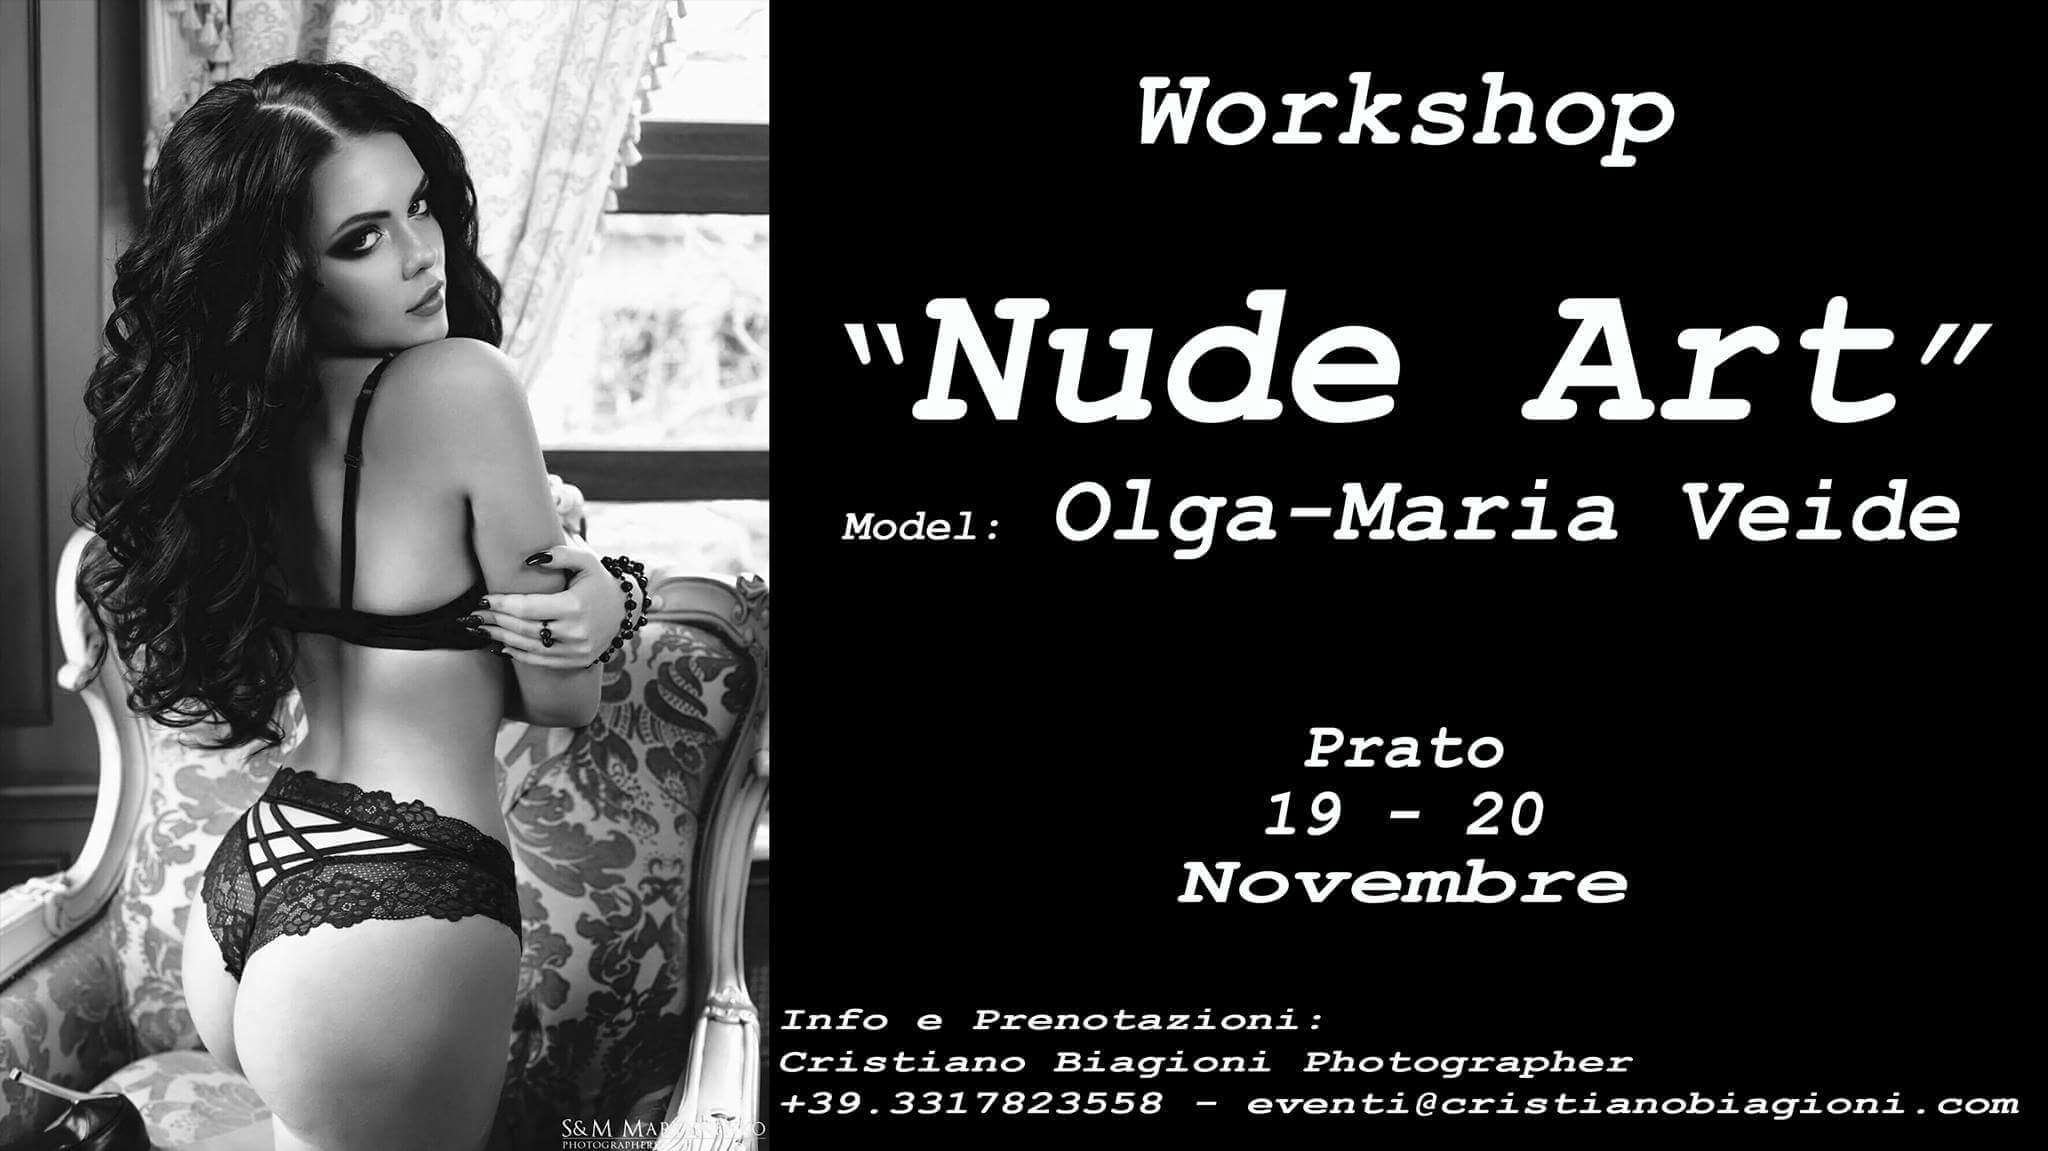 Workshop
“Nude Art”
Model: Olga-Maria Veide
Prato
19 - 20
Novembre
Info e Prenotazioni:
Cristiano Biagioni Photographer
+39.3317823558 - eventi@cristianobiagioni.com
S&M
PHOTOGRAPHERS